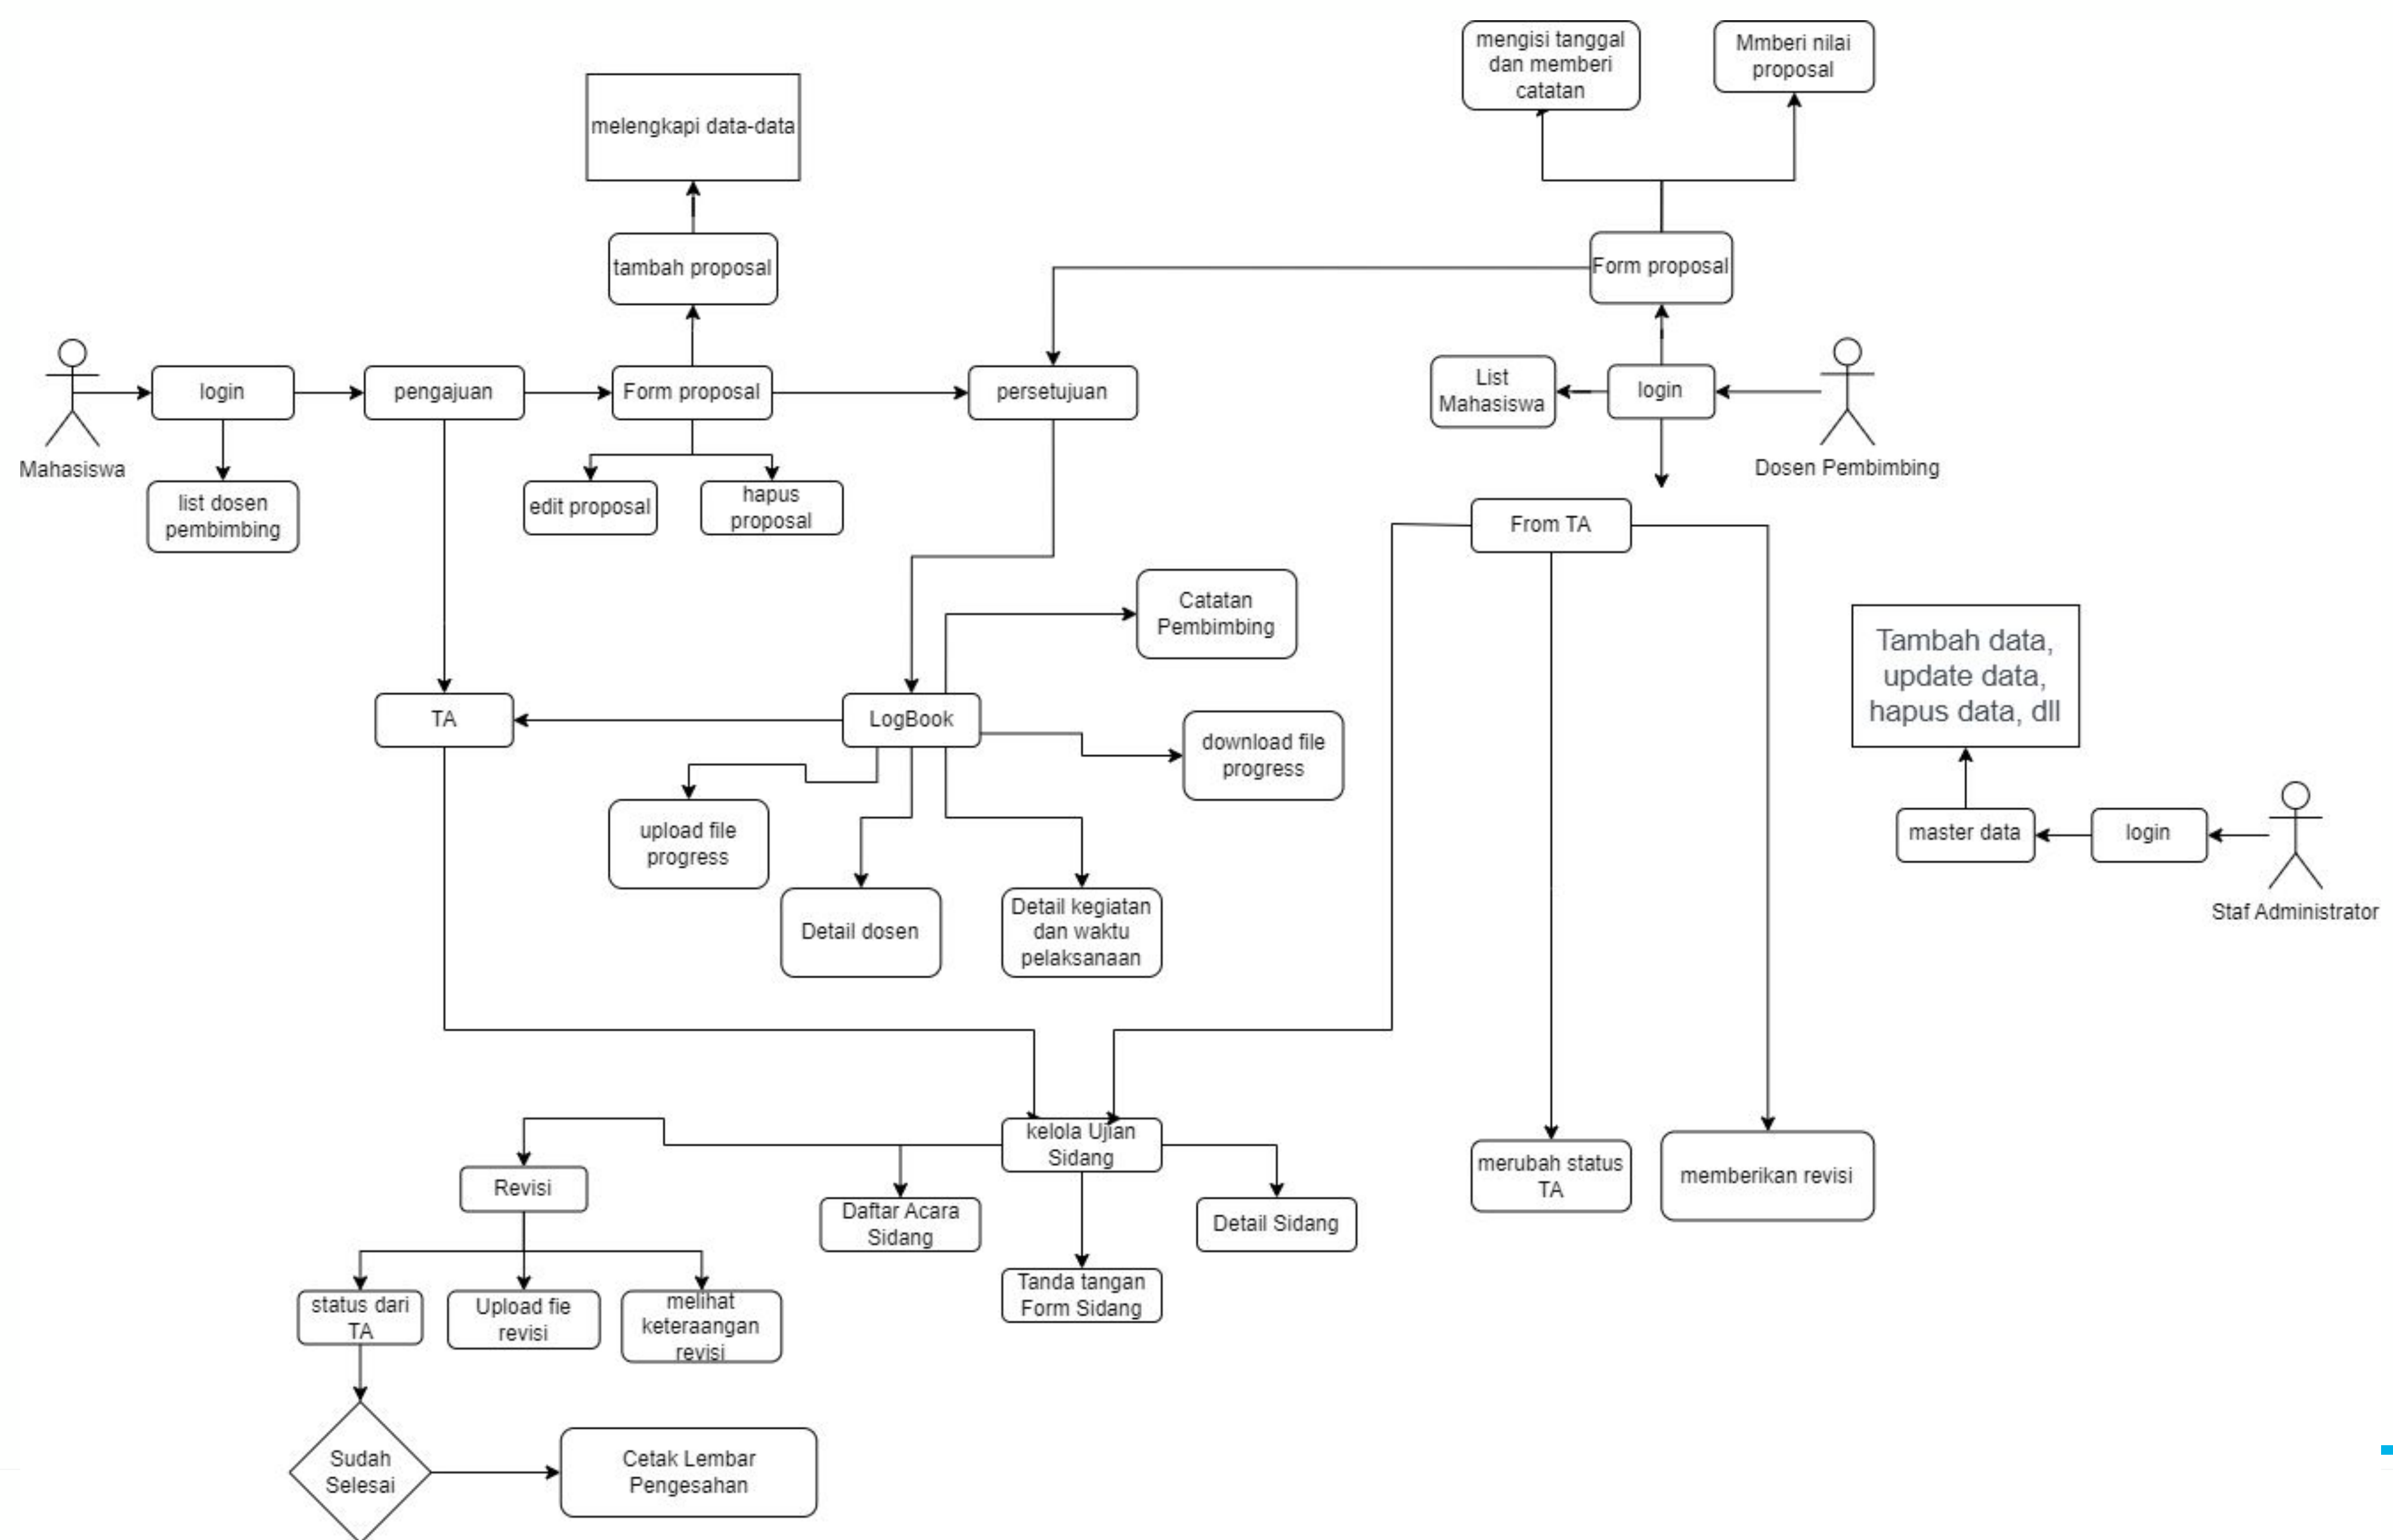 mengisi tanggal
dan memberi
catatan
Mmberi nilai
proposal
melengkapi data-data
tambah proposal
Form proposal
login
pengajuan
Form proposal
persetujuan
List
Mahasiswa
login
Mahasiswa
Dosen Pembimbing
list dosen
pembimbing
edit proposal
hapus
proposal
From TA
Catatan
Pembimbing
Tambah data,
update data,
hapus data, dll
TA
LogBook
download file
progress
upload file
progress
master data
login
Staf Administrator
Detail dosen
Detail kegiatan
dan waktu
pelaksanaan
kelola Ujian
Sidang
Revisi
Daftar Acara
Sidang
Detail Sidang
merubah status
TA
memberikan revisi
Tanda tangan
Form Sidang
status dari
TA
Upload fie
revisi
melihat
keteraangan
revisi
Sudah
Selesai
Cetak Lembar
Pengesahan